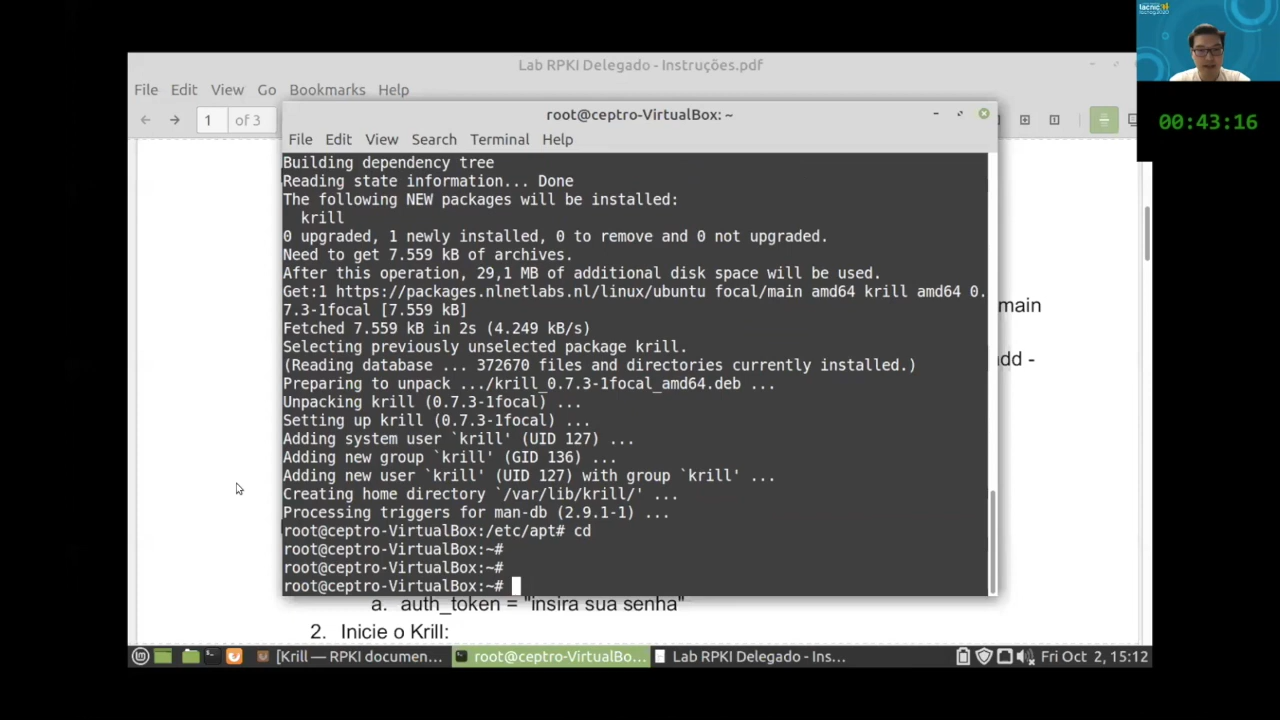 lacnic
Lab RPKI Delegado - Instruções.pdf
File Edit View Go Bookmarks Help
1 of 3
00:43:16
root@ceptro-VirtualBox: ~
File Edit View Search Terminal Help
Building dependency tree
Reading state information... Done
The following NEW packages will be installed:
krill
0 upgraded, 1 newly installed, 0 to remove and 0 not upgraded.
Need to get 7.559 kB of archives.
After this operation, 29,1 MB of additional disk space will be used.
Get:1 https://packages.nlnetlabs.nl/linux/ubuntu focal/main amd64 krill amd64 0.
7.3-1focal [7.559 kB]
Fetched 7.559 kB in 2s (4.249 kB/s)
Selecting previously unselected package krill.
(Reading database ... 372670 files and directories currently installed.)
Preparing to unpack .../krill_0.7.3-1focal_amd64.deb ...
Unpacking krill (0.7.3-1focal) ...
Setting up krill (0.7.3-1focal) ...
Adding system user `krill' (UID 127) ...
Adding new group `krill' (GID 136) ...
Adding new user `krill' (UID 127) with group `krill' ...
Creating home directory `/var/lib/krill/' ...
Processing triggers for man-db (2.9.1-1) ...
root@ceptro-VirtualBox:/etc/apt# cd
root@ceptro-VirtualBox:~#
root@ceptro-VirtualBox:~#
root@ceptro-VirtualBox:~#
main
dd -
a. auth_token = "insira sua senha"
2. Inicie o Krill:
[Krill — RPKI documen... root@ceptro-VirtualBo... Lab RPKI Delegado - Ins... Fri Oct 2, 15:12